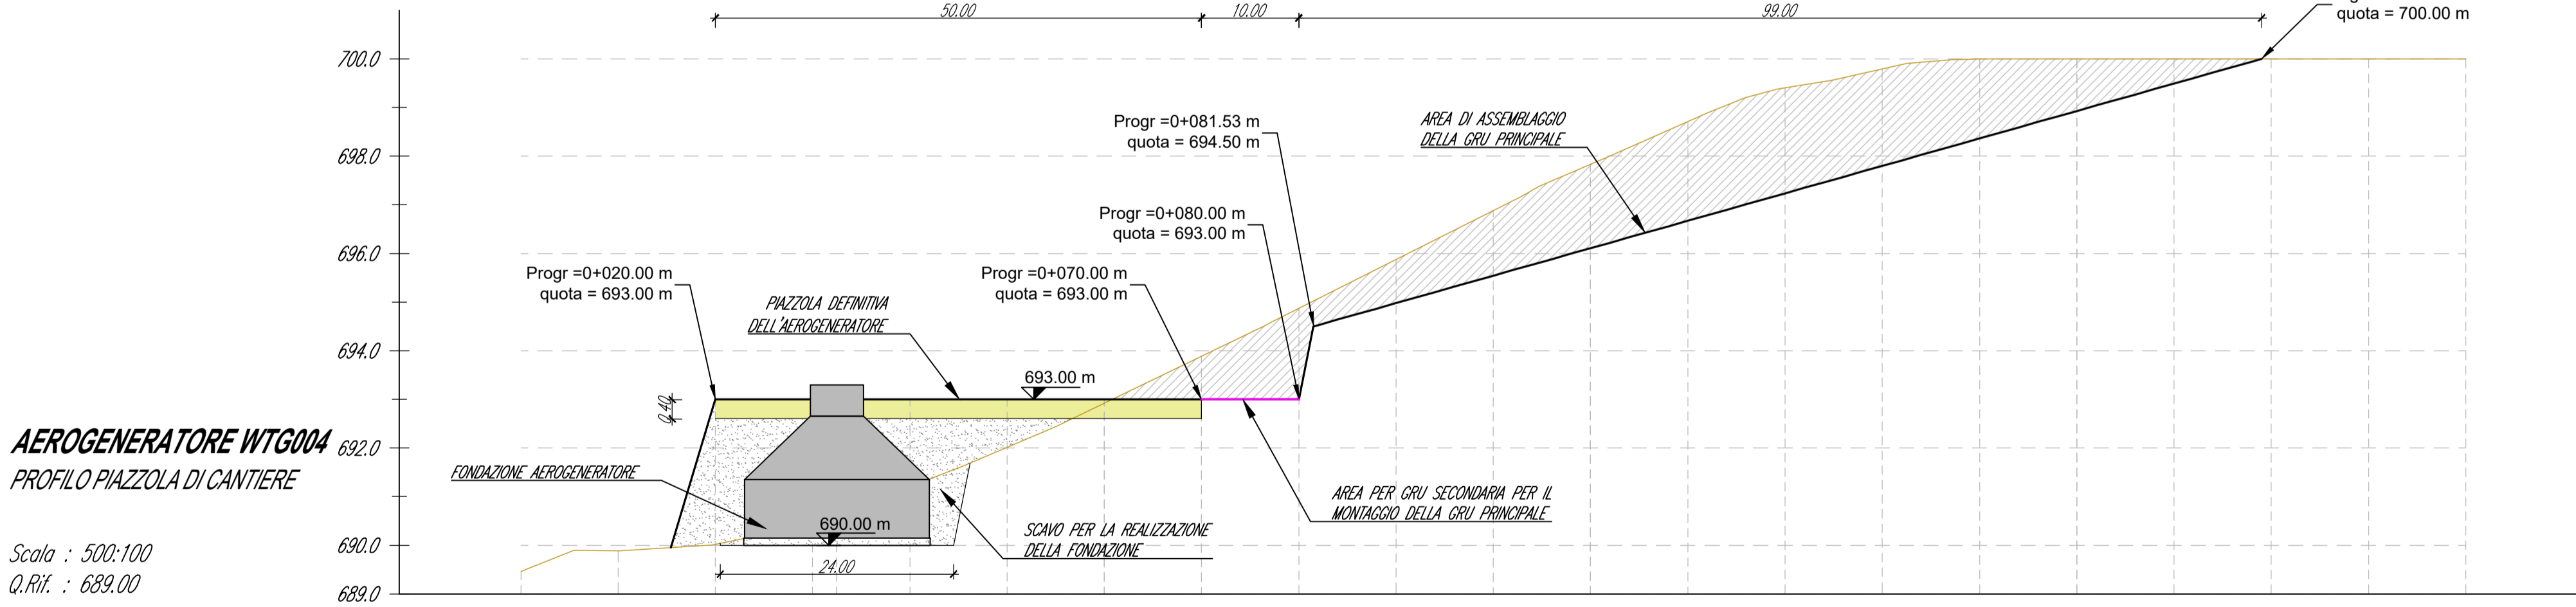 50.00
10.00
99.00
quota = 700.00 m
700.0
698.0
696.0
694.0
692.0
690.0
689.0
Progr =0+081.53 m
quota = 694.50 m
AREA DI ASSEMBLAGGIO
DELLA GRU PRINCIPALE
Progr =0+080.00 m
quota = 693.00 m
Progr =0+020.00 m
quota = 693.00 m
PIAZZOLA DEFINITIVA
DELL'AEROGENERATORE
Progr =0+070.00 m
quota = 693.00 m
693.00 m
0.40
AEROGENERATORE WTG004
PROFILO PIAZZOLA DI CANTIERE
FONDAZIONE AEROGENERATORE
690.00 m
24.00
SCAVO PER LA REALIZZAZIONE
DELLA FONDAZIONE
AREA PER GRU SECONDARIA PER IL
MONTAGGIO DELLA GRU PRINCIPALE
Scala : 500:100
Q.Rif. : 689.00